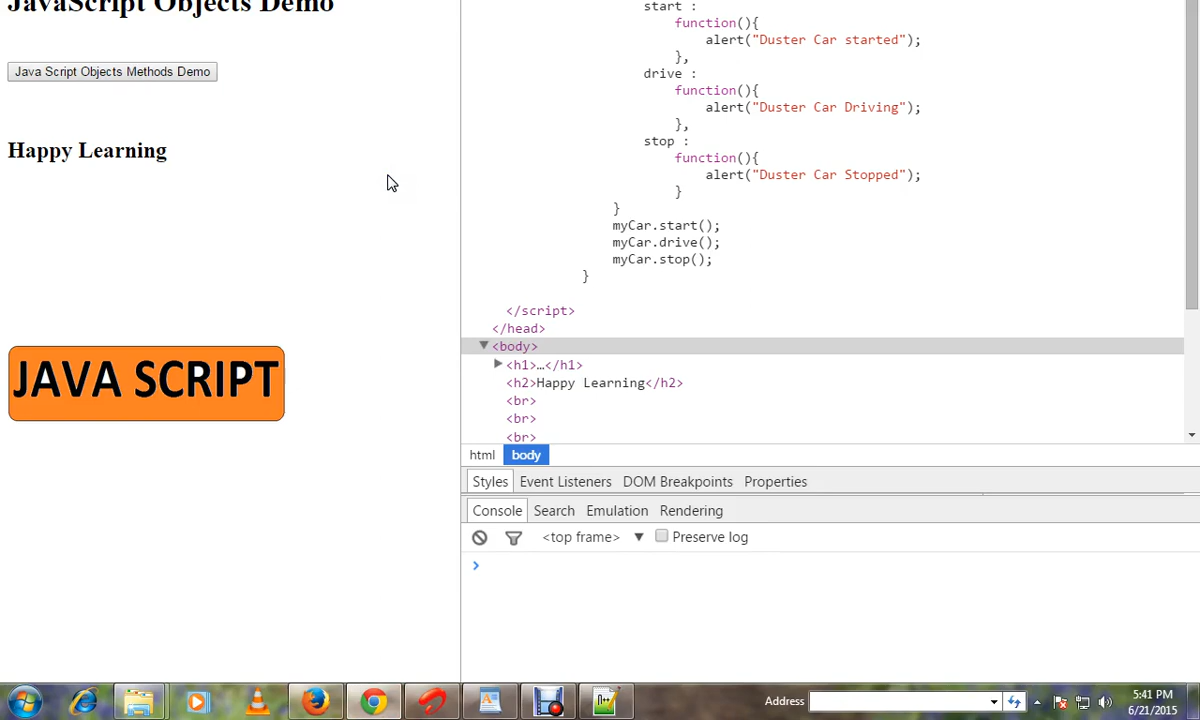 JavaScript Objects Demo
Java Script Objects Methods Demo
Happy Learning
JAVA SCRIPT
start :
function(){
alert("Duster Car started");
},
drive :
function(){
alert("Duster Car Driving");
},
stop :
function(){
alert("Duster Car Stopped");
}
}
myCar.start();
myCar.drive();
myCar.stop();
}
</script>
</head>
<body>
<h1>…</h1>
<h2>Happy Learning</h2>
<br>
<br>
<br>
html body
Styles Event Listeners DOM Breakpoints Properties
Console Search Emulation Rendering
<top frame> Preserve log
Address
5:41 PM
6/21/2015